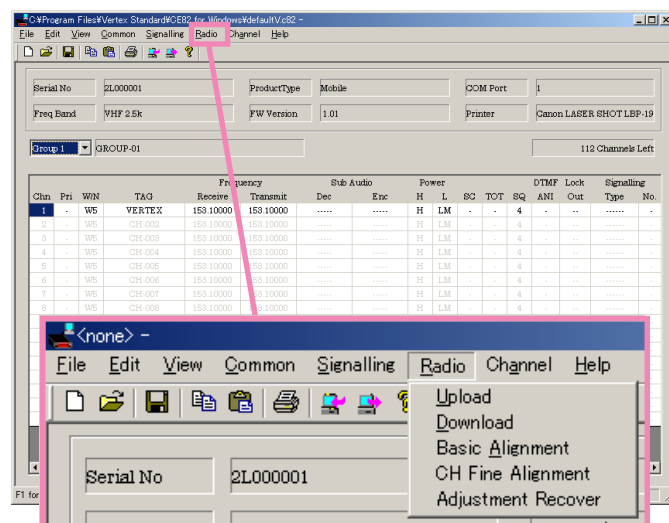 C:¥Program Files¥Vertex Standard¥CE82 for Windows¥defaultV.c82 -
File Edit View Common Signalling Radio Channel Help
Serial No 2L000001 ProductType Mobile COM Port 1
Freq Band VHF 2.5k FW Version 1.01 Printer Canon LASER SHOT LBP-19
Group 1 GROUP-01 112 Channels Left
Frequency Sub Audio Power DTMF Lock Signalling
Chn Pri W/N TAG Receive Transmit Dec Enc H L SC TOT SQ ANI Out Type No.
1 - W5 VERTEX 153.10000 153.10000 ----- ----- H LM - - 4 - -- ------ -
2 - W5 CH-002 153.10000 153.10000 ----- ----- H LM - - 4 - -- ------ -
3 - W5 CH-003 153.10000 153.10000 ----- ----- H LM - - 4 - -- ------ -
4 - W5 CH-004 153.10000 153.10000 ----- ----- H LM - - 4 - -- ------ -
5 - W5 CH-005 153.10000 153.10000 ----- ----- H LM - - 4 - -- ------ -
6 - W5 CH-006 153.10000 153.10000 ----- ----- H LM - - 4 - -- ------ -
7 - W5 CH-007 153.10000 153.10000 ----- ----- H LM - - 4 - -- ------ -
8 - W5 CH-008 153.10000 153.10000 ----- ----- H LM - - 4 - -- ------ -
<none> -
File Edit View Common Signalling Radio Channel Help
Upload
Download
Basic Alignment
CH Fine Alignment
Adjustment Recover
Serial No 2L000001
F1 for